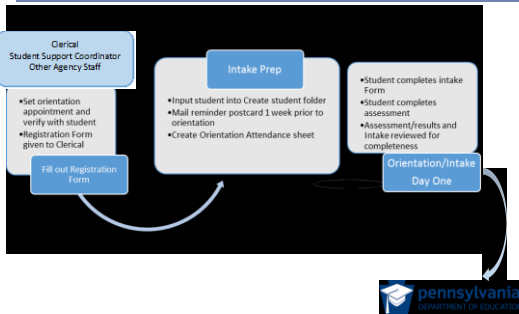 Clerical
Student Support Coordinator
Other Agency Staff
•Set orientation
appointment and
verify with student
•Registration Form
given to Clerical
Fill out Registration
Form
Intake Prep
•Input student into Create student folder
•Mail reminder postcard 1 week prior to
orientation
•Create Orientation Attendance sheet
•Student completes intake
Form
•Student completes
assessment
•Assessment/results and
Intake reviewed for
completeness
Orientation/Intake
Day One
pennsylvania
DEPARTMENT OF EDUCATION